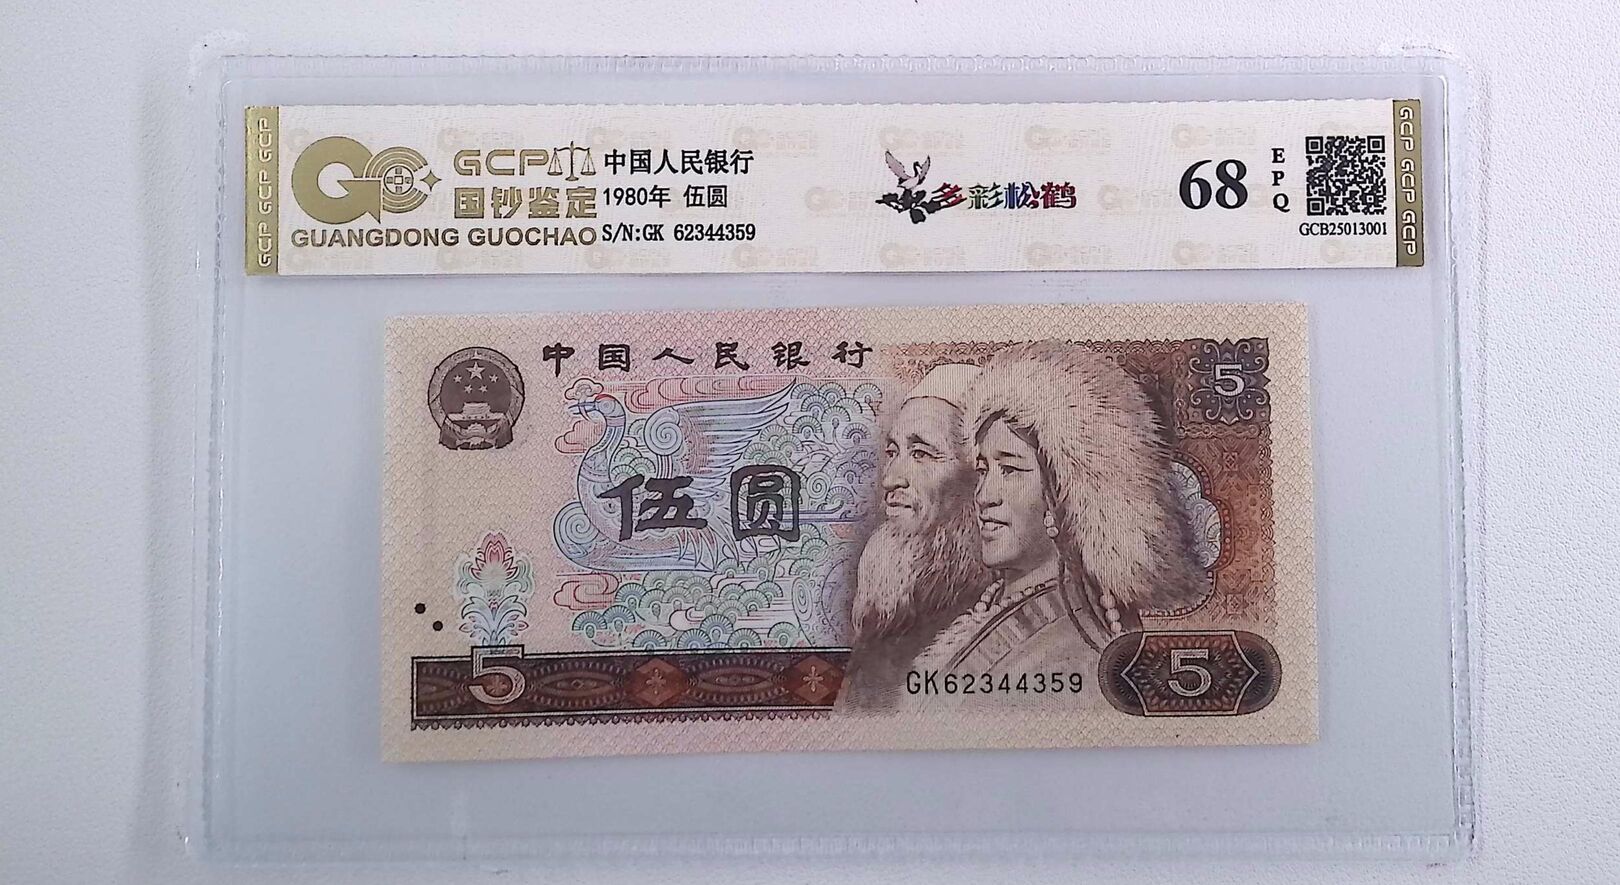 GCP GCP GCP
GCP 中国人民银行
国钞鉴定 1980年 伍圆
GUANGDONG GUOCHAO S/N:GK 62344359
多彩松鹤
68 EPQ
GCB25013001
GCP GCP GCP
中国人民银行
5
伍圆
5
GK62344359
5